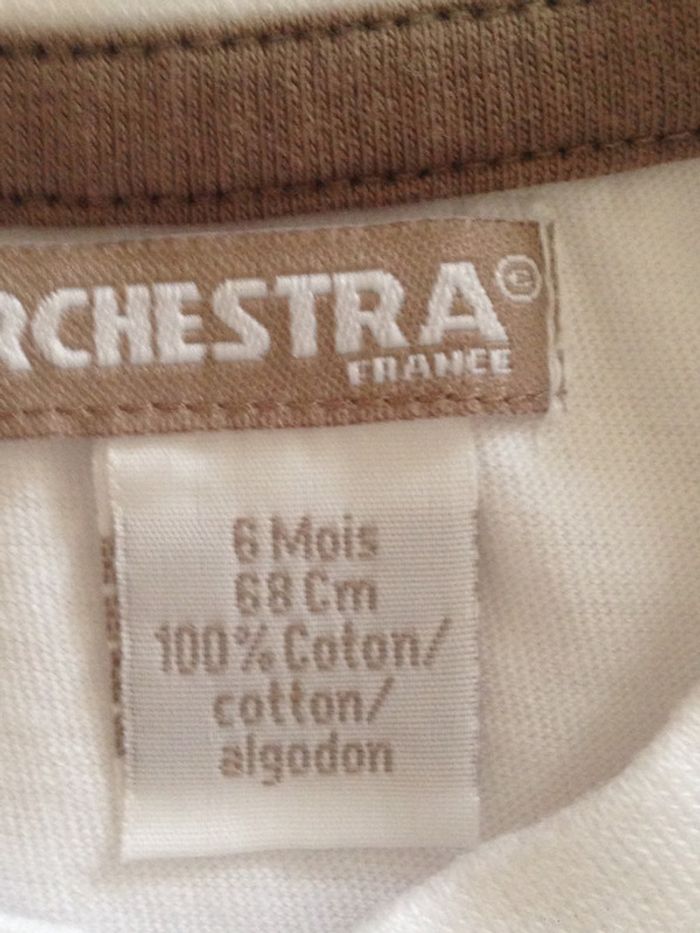 RCHESTRA®
FRANCE
6 Mois
68 Cm
100% Coton/
cotton/
algodon